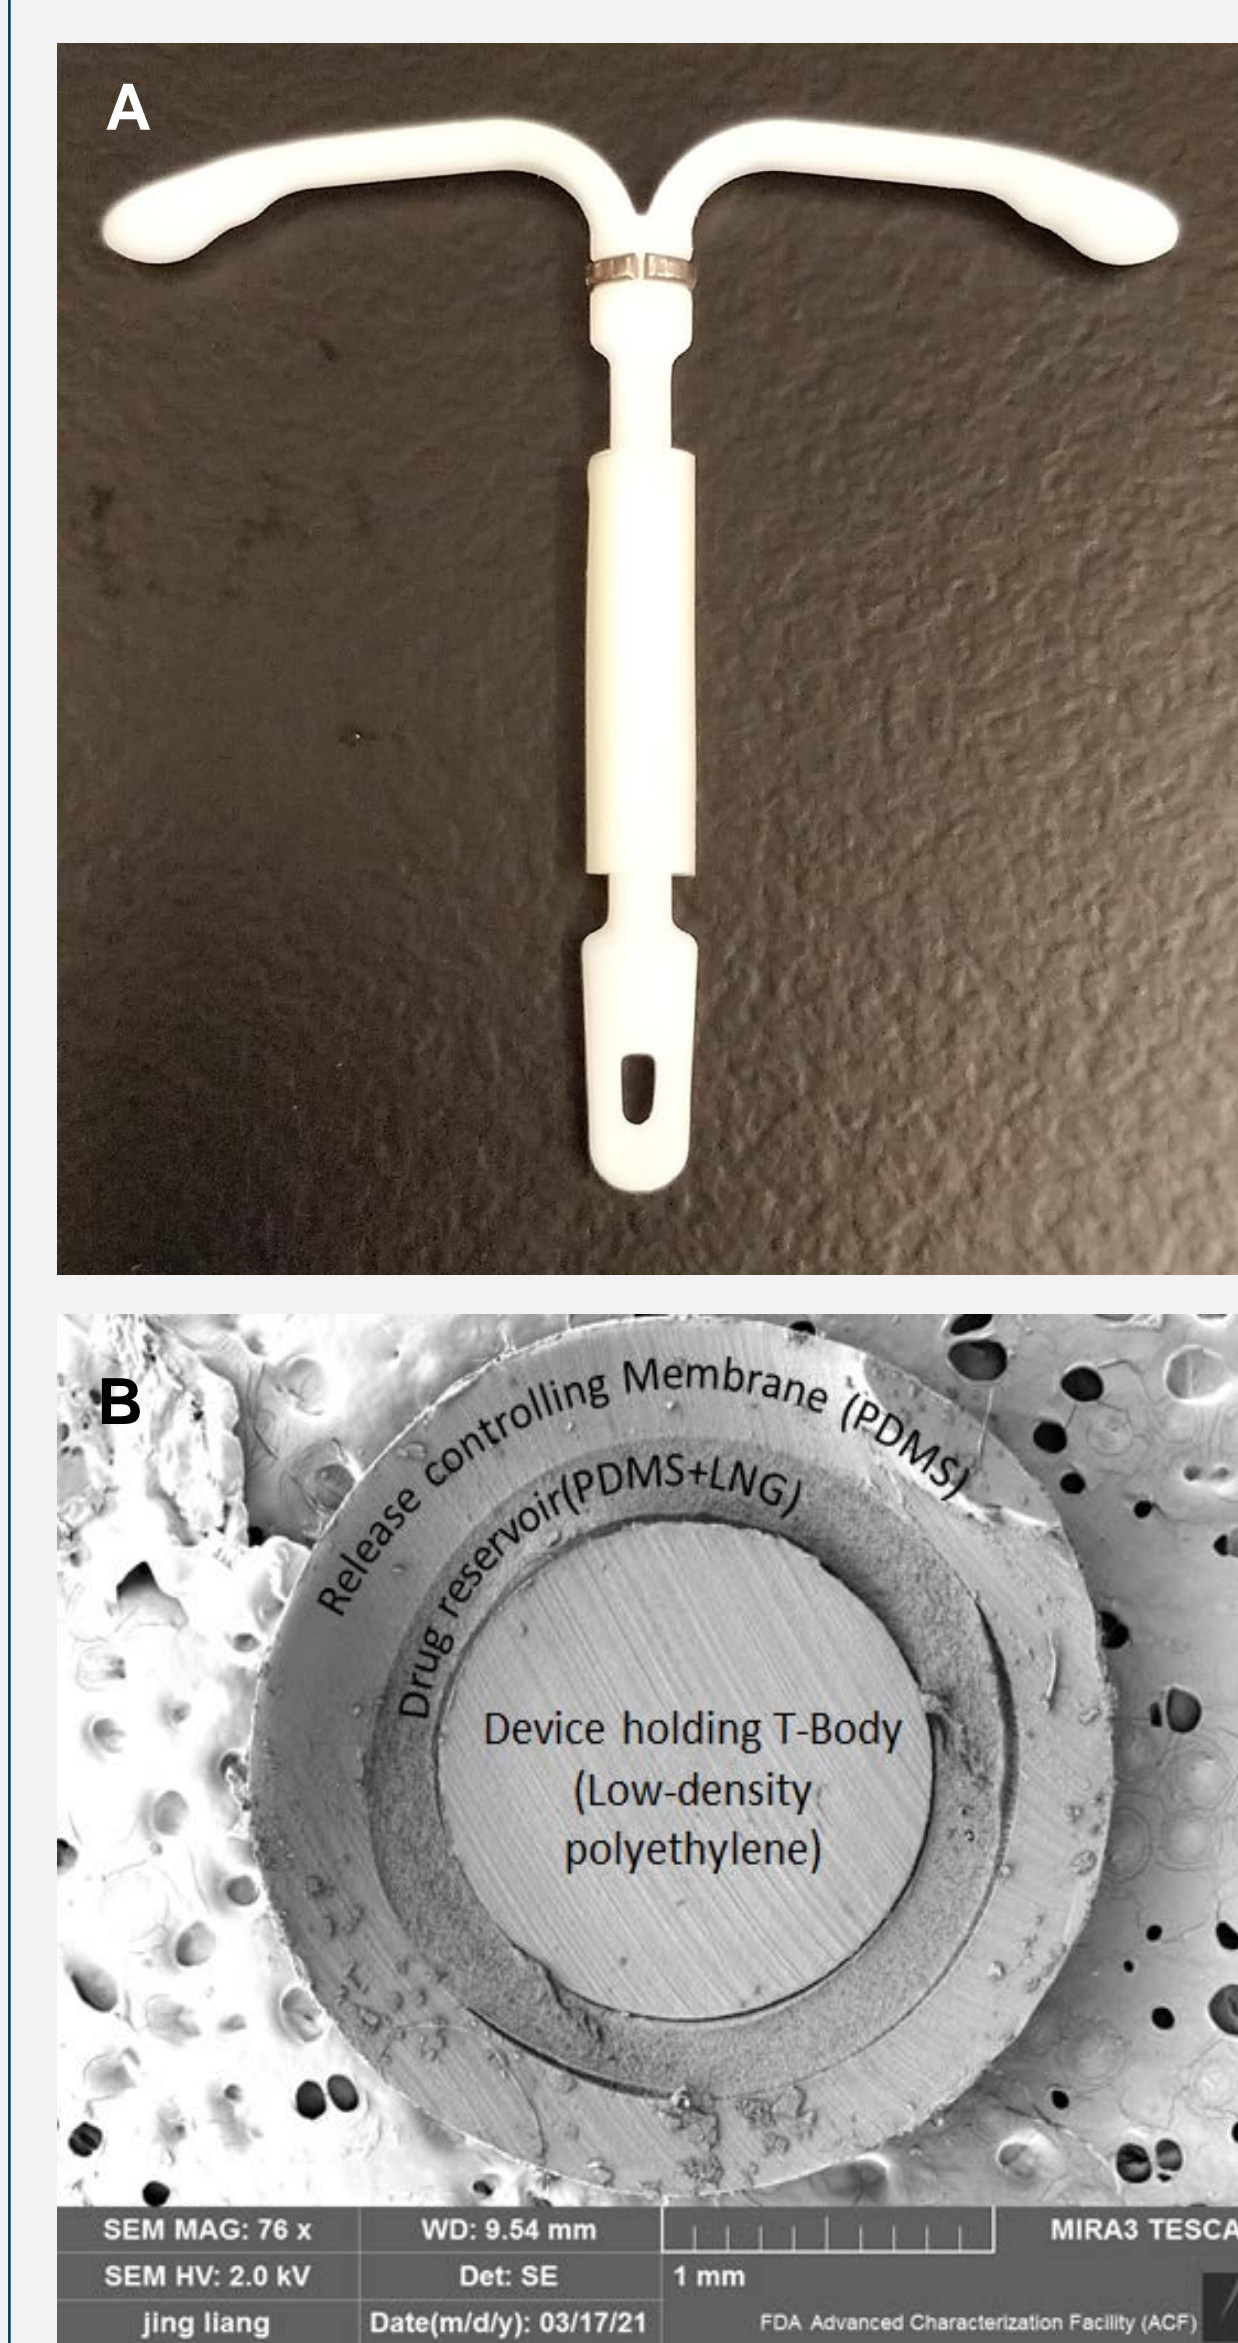 A
B
Release controlling Membrane (PDMS)
Drug reservoir(PDMS+LNG)
Device holding T-Body
(Low-density
polyethylene)
SEM MAG: 76 x
WD: 9.54 mm
MIRA3 TESCA
SEM HV: 2.0 kV
Det: SE
1 mm
jing liang
Date(m/d/y): 03/17/21
FDA Advanced Characterization Facility (ACF)